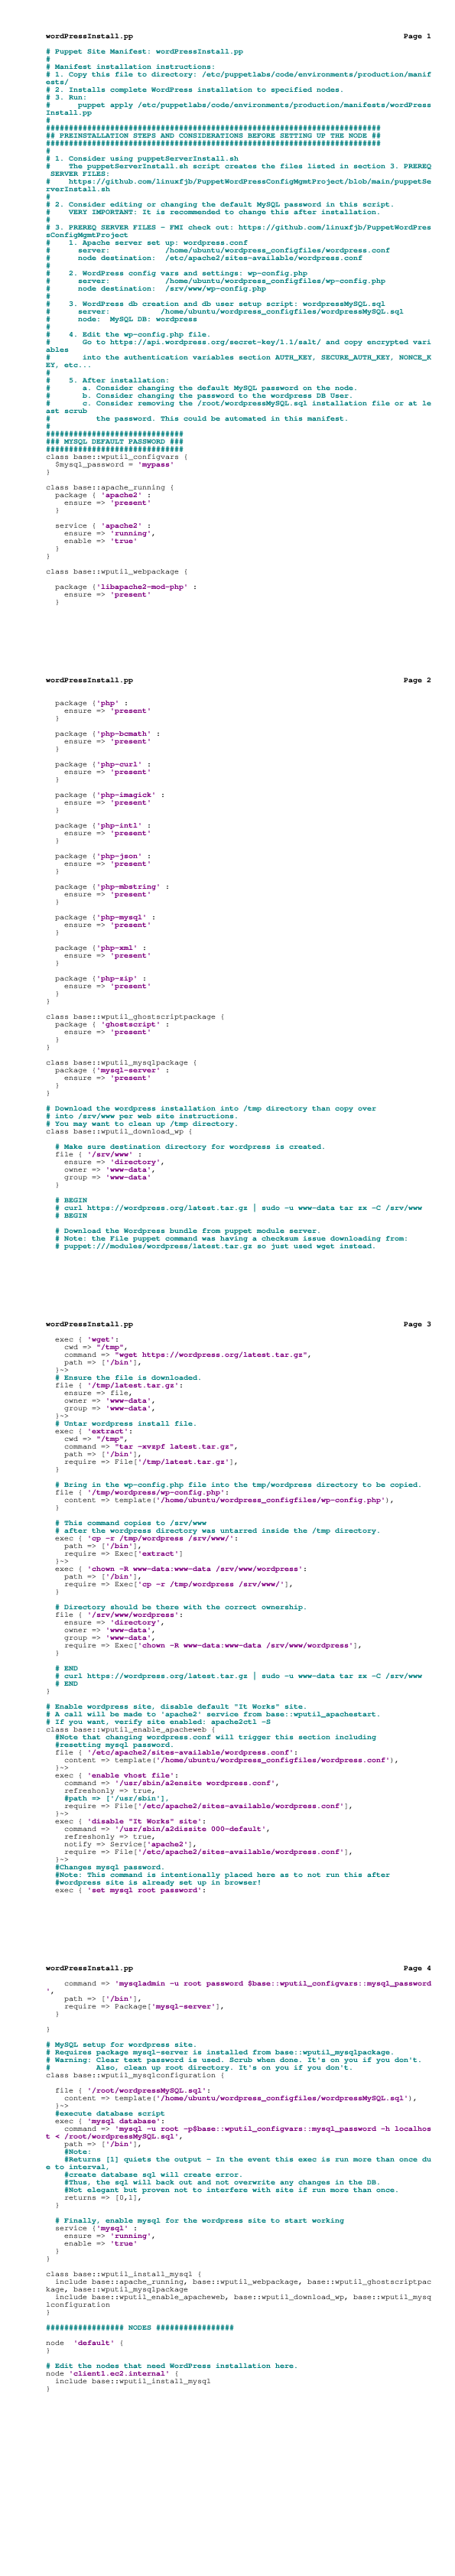 wordPressInstall.pp Page 1
# Puppet Site Manifest: wordPressInstall.pp
#
# Manifest installation instructions:
# 1. Copy this file to directory: /etc/puppetlabs/code/environments/production/manif
ests/
# 2. Installs complete WordPress installation to specified nodes.
# 3. Run:
#      puppet apply /etc/puppetlabs/code/environments/production/manifests/wordPress
Install.pp
#
#########################################################################
## PREINSTALLATION STEPS AND CONSIDERATIONS BEFORE SETTING UP THE NODE ##
#########################################################################
#
# 1. Consider using puppetServerInstall.sh
#    The puppetServerInstall.sh script creates the files listed in section 3. PREREQ
 SERVER FILES:
#    https://github.com/linuxfjb/PuppetWordPressConfigMgmtProject/blob/main/puppetSe
rverInstall.sh
#
# 2. Consider editing or changing the default MySQL password in this script.
#    VERY IMPORTANT: It is recommended to change this after installation.
#
# 3. PREREQ SERVER FILES - FMI check out: https://github.com/linuxfjb/PuppetWordPres
sConfigMgmtProject
#    1. Apache server set up: wordpress.conf
#      server:            /home/ubuntu/wordpress_configfiles/wordpress.conf
#      node destination:  /etc/apache2/sites-available/wordpress.conf
#
#    2. WordPress config vars and settings: wp-config.php
#      server:            /home/ubuntu/wordpress_configfiles/wp-config.php
#      node destination:  /srv/www/wp-config.php
#
#    3. WordPress db creation and db user setup script: wordpressMySQL.sql
#      server:           /home/ubuntu/wordpress_configfiles/wordpressMySQL.sql
#      node:  MySQL DB: wordpress
#
#    4. Edit the wp-config.php file.
#       Go to https://api.wordpress.org/secret-key/1.1/salt/ and copy encrypted vari
ables
#       into the authentication variables section AUTH_KEY, SECURE_AUTH_KEY, NONCE_K
EY, etc...
#
#    5. After installation:
#       a. Consider changing the default MySQL password on the node.
#       b. Consider changing the password to the wordpress DB User.
#       c. Consider removing the /root/wordpressMySQL.sql installation file or at le
ast scrub
#          the password. This could be automated in this manifest.
#
##############################
### MYSQL DEFAULT PASSWORD ###
##############################
class base::wputil_configvars {
  $mysql_password = 'mypass'
}

class base::apache_running {
  package { 'apache2' :
    ensure => 'present'
  }

  service { 'apache2' :
    ensure => 'running',
    enable => 'true'
  }
}

class base::wputil_webpackage {

  package {'libapache2-mod-php' :
    ensure => 'present'
  }
wordPressInstall.pp Page 2

  package {'php' :
    ensure => 'present'
  }

  package {'php-bcmath' :
    ensure => 'present'
  }

  package {'php-curl' :
    ensure => 'present'
  }

  package {'php-imagick' :
    ensure => 'present'
  }

  package {'php-intl' :
    ensure => 'present'
  }

  package {'php-json' :
    ensure => 'present'
  }

  package {'php-mbstring' :
    ensure => 'present'
  }

  package {'php-mysql' :
    ensure => 'present'
  }

  package {'php-xml' :
    ensure => 'present'
  }

  package {'php-zip' :
    ensure => 'present'
  }
}

class base::wputil_ghostscriptpackage {
  package { 'ghostscript' :
    ensure => 'present'
  }
}

class base::wputil_mysqlpackage {
  package {'mysql-server' :
    ensure => 'present'
  }
}

# Download the wordpress installation into /tmp directory than copy over
# into /srv/www per web site instructions.
# You may want to clean up /tmp directory.
class base::wputil_download_wp {

  # Make sure destination directory for wordpress is created.
  file { '/srv/www' :
    ensure => 'directory',
    owner => 'www-data',
    group => 'www-data'
  }

  # BEGIN
  # curl https://wordpress.org/latest.tar.gz | sudo -u www-data tar zx -C /srv/www
  # BEGIN

  # Download the Wordpress bundle from puppet module server.
  # Note: the File puppet command was having a checksum issue downloading from:
  # puppet:///modules/wordpress/latest.tar.gz so just used wget instead.
wordPressInstall.pp Page 3
  exec { 'wget':
    cwd => "/tmp",
    command => "wget https://wordpress.org/latest.tar.gz",
    path => ['/bin'],
  }~>
  # Ensure the file is downloaded.
  file { '/tmp/latest.tar.gz':
    ensure => file,
    owner => 'www-data',
    group => 'www-data',
  }~>
  # Untar wordpress install file.
  exec { 'extract':
    cwd => "/tmp",
    command => "tar -xvzpf latest.tar.gz",
    path => ['/bin'],
    require => File['/tmp/latest.tar.gz'],
  }

  # Bring in the wp-config.php file into the tmp/wordpress directory to be copied.
  file { '/tmp/wordpress/wp-config.php':
    content => template('/home/ubuntu/wordpress_configfiles/wp-config.php'),
  }

  # This command copies to /srv/www
  # after the wordpress directory was untarred inside the /tmp directory.
  exec { 'cp -r /tmp/wordpress /srv/www/':
    path => ['/bin'],
    require => Exec['extract']
  }~>
  exec { 'chown -R www-data:www-data /srv/www/wordpress':
    path => ['/bin'],
    require => Exec['cp -r /tmp/wordpress /srv/www/'],
  }

  # Directory should be there with the correct ownership.
  file { '/srv/www/wordpress':
    ensure => 'directory',
    owner => 'www-data',
    group => 'www-data',
    require => Exec['chown -R www-data:www-data /srv/www/wordpress'],
  }

  # END
  # curl https://wordpress.org/latest.tar.gz | sudo -u www-data tar zx -C /srv/www
  # END
}

# Enable wordpress site, disable default "It Works" site.
# A call will be made to 'apache2' service from base::wputil_apachestart.
# If you want, verify site enabled: apache2ctl -S
class base::wputil_enable_apacheweb {
  #Note that changing wordpress.conf will trigger this section including
  #resetting mysql password.
  file { '/etc/apache2/sites-available/wordpress.conf':
    content => template('/home/ubuntu/wordpress_configfiles/wordpress.conf'),
  }~>
  exec { 'enable vhost file':
    command => '/usr/sbin/a2ensite wordpress.conf',
    refreshonly => true,
    #path => ['/usr/sbin'],
    require => File['/etc/apache2/sites-available/wordpress.conf'],
  }~>
  exec { 'disable "It Works" site':
    command => '/usr/sbin/a2dissite 000-default',
    refreshonly => true,
    notify => Service['apache2'],
    require => File['/etc/apache2/sites-available/wordpress.conf'],
  }~>
  #Changes mysql password.
  #Note: This command is intentionally placed here as to not run this after
  #wordpress site is already set up in browser!
  exec { 'set mysql root password':
wordPressInstall.pp Page 4
    command => 'mysqladmin -u root password $base::wputil_configvars::mysql_password
',
    path => ['/bin'],
    require => Package['mysql-server'],
  }

}

# MySQL setup for wordpress site.
# Requires package mysql-server is installed from base::wputil_mysqlpackage.
# Warning: Clear text password is used. Scrub when done. It's on you if you don't.
#          Also, clean up root directory. It's on you if you don't.
class base::wputil_mysqlconfiguration {

  file { '/root/wordpressMySQL.sql':
    content => template('/home/ubuntu/wordpress_configfiles/wordpressMySQL.sql'),
  }~>
  #execute database script
  exec { 'mysql database':
    command => 'mysql -u root -p$base::wputil_configvars::mysql_password -h localhos
t < /root/wordpressMySQL.sql',
    path => ['/bin'],
    #Note:
    #Returns [1] quiets the output - In the event this exec is run more than once du
e to interval,
    #create database sql will create error.
    #Thus, the sql will back out and not overwrite any changes in the DB.
    #Not elegant but proven not to interfere with site if run more than once.
    returns => [0,1],
  }

  # Finally, enable mysql for the wordpress site to start working
  service {'mysql' :
    ensure => 'running',
    enable => 'true'
  }
}

class base::wputil_install_mysql {
  include base::apache_running, base::wputil_webpackage, base::wputil_ghostscriptpac
kage, base::wputil_mysqlpackage
  include base::wputil_enable_apacheweb, base::wputil_download_wp, base::wputil_mysq
lconfiguration
}

################# NODES #################

node  'default' {
}

# Edit the nodes that need WordPress installation here.
node 'client1.ec2.internal' {
  include base::wputil_install_mysql
}